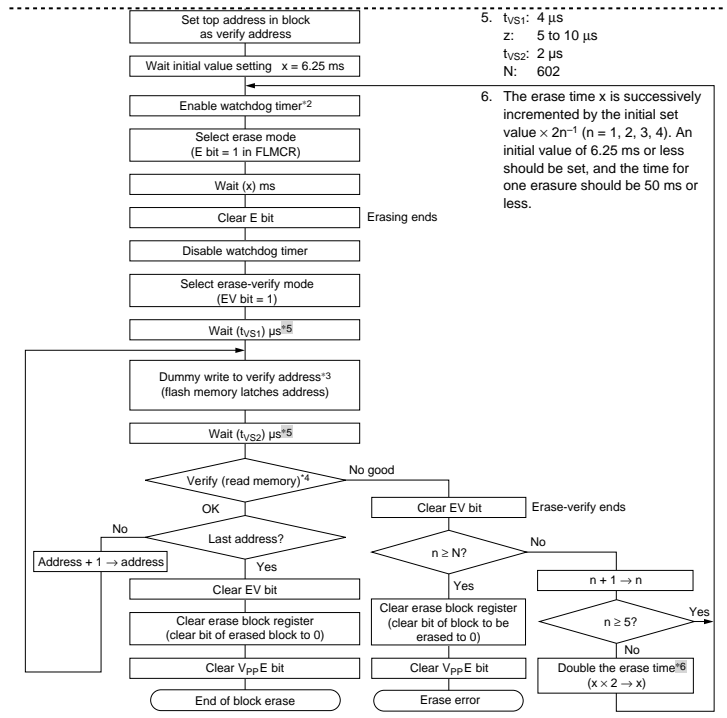 Set top address in block
as verify address
Wait initial value setting x = 6.25 ms
Enable watchdog timer*2
Select erase mode
(E bit = 1 in FLMCR)
Wait (x) ms
Clear E bit
Erasing ends
Disable watchdog timer
Select erase-verify mode
(EV bit = 1)
Wait (tVS1) μs*5
Dummy write to verify address*3
(flash memory latches address)
Wait (tVS2) μs*5
Verify (read memory)*4
No good
OK
Clear EV bit
Erase-verify ends
No
Last address?
Address + 1 → address
Yes
n ≥ N?
No
Yes
n + 1 → n
Clear EV bit
Clear erase block register
(clear bit of erased block to 0)
Clear erase block register
(clear bit of block to be
erased to 0)
n ≥ 5?
Yes
No
Clear VPPE bit
Clear VPPE bit
Double the erase time*6
(x × 2 → x)
End of block erase
Erase error
5. tVS1: 4 μs
z: 5 to 10 μs
tVS2: 2 μs
N: 602
6. The erase time x is successively
incremented by the initial set
value × 2n–1 (n = 1, 2, 3, 4). An
initial value of 6.25 ms or less
should be set, and the time for
one erasure should be 50 ms or
less.